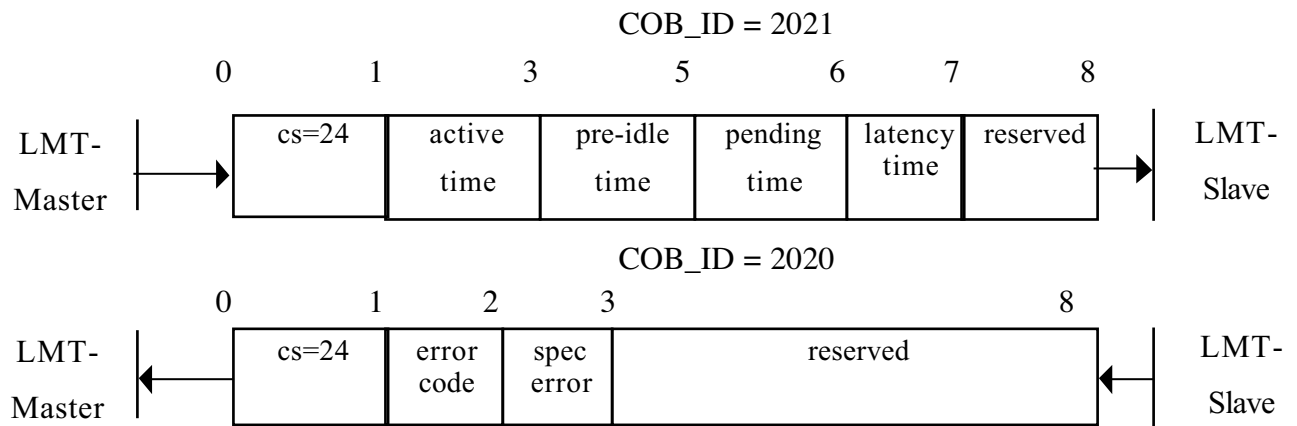 COB_ID = 2021
0 1 3 5 6 7 8
LMT-
Master
cs=24
active
time
pre-idle
time
pending
time
latency
time
reserved
LMT-
Slave
COB_ID = 2020
0 1 2 3 8
LMT-
Master
cs=24
error
code
spec
error
reserved
LMT-
Slave